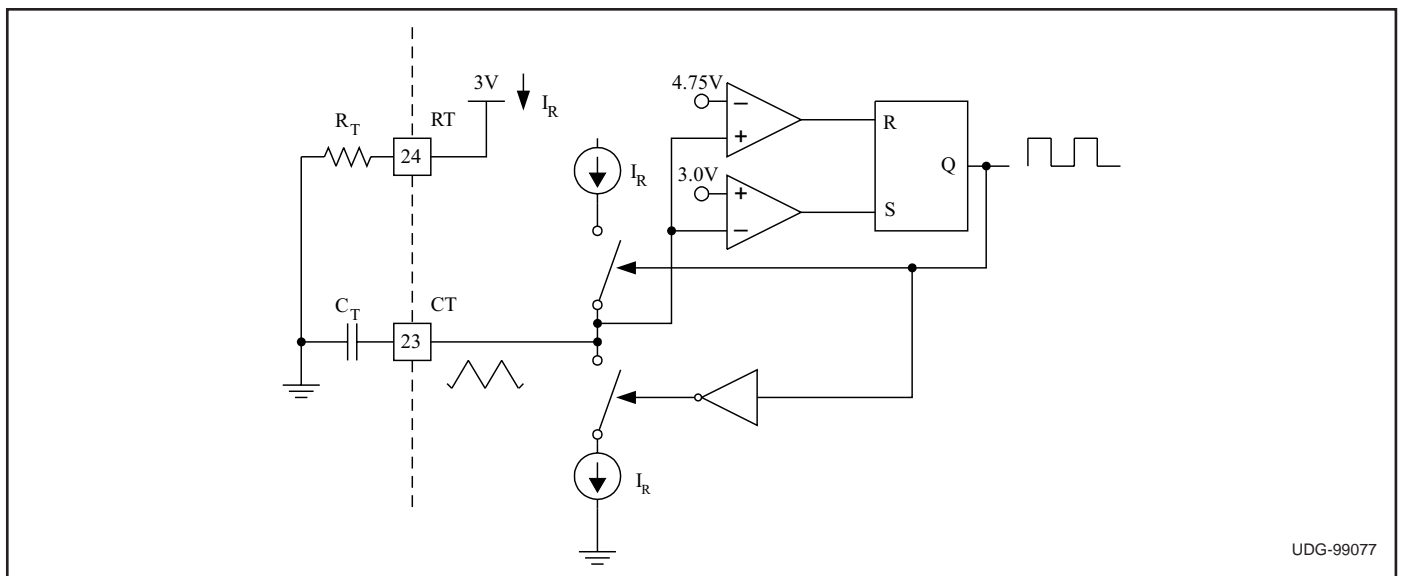 3V
I_R
R_T
RT
24
I_R
4.75V
−
+
3.0V
+
−
R
S
Q
C_T
CT
23
I_R
UDG-99077